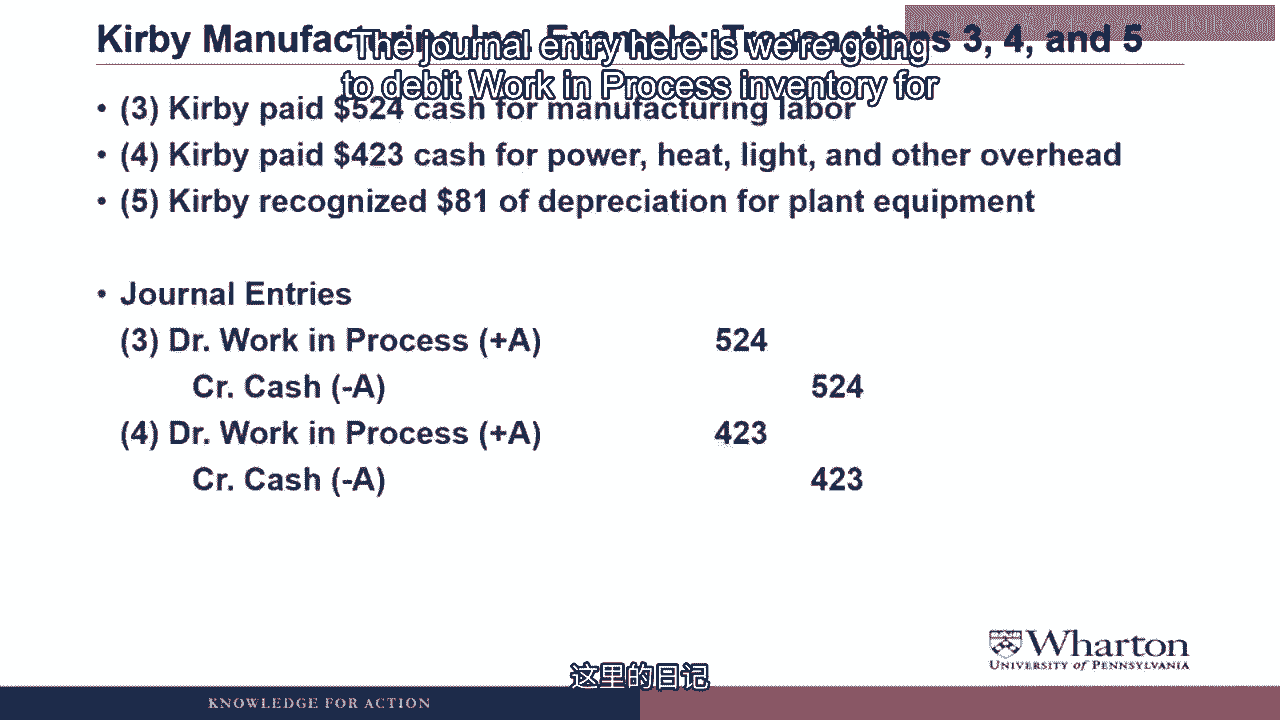 Kirby Manufacturing Inc. Example: Transactions 3, 4, and 5
The journal entry here is we're going
to debit Work in Process inventory for
• (3) Kirby paid $524 cash for manufacturing labor
• (4) Kirby paid $423 cash for power, heat, light, and other overhead
• (5) Kirby recognized $81 of depreciation for plant equipment
• Journal Entries
(3) Dr. Work in Process (+A) 524
Cr. Cash (-A) 524
(4) Dr. Work in Process (+A) 423
Cr. Cash (-A) 423
Wharton
UNIVERSITY of PENNSYLVANIA
这里的日记
KNOWLEDGE FOR ACTION